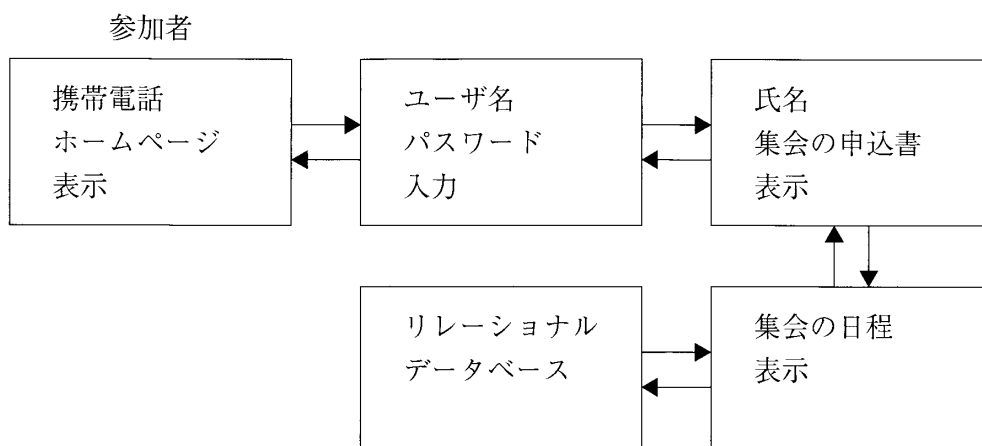 参加者
携帯電話
ホームページ
表示
ユーザ名
パスワード
入力
氏名
集会の申込書
表示
リレーショナル
データベース
集会の日程
表示